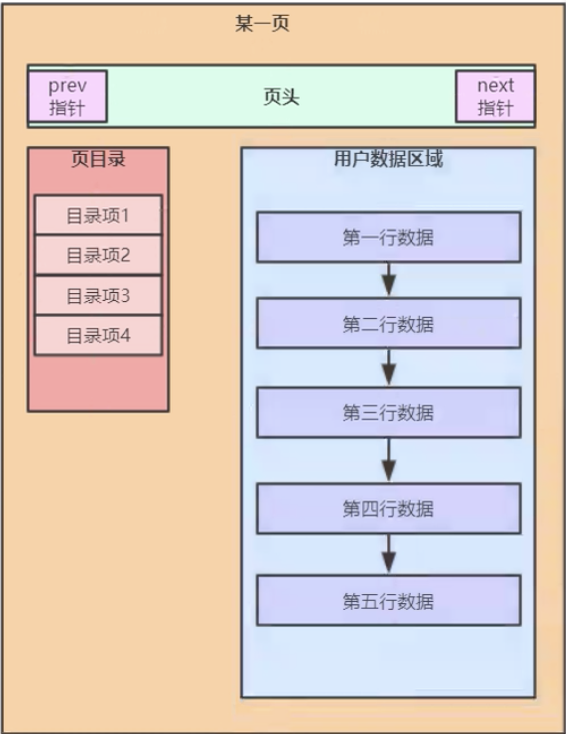 某一页
prev
指针
页头
next
指针
页目录
目录项1
目录项2
目录项3
目录项4
用户数据区域
第一行数据
第二行数据
第三行数据
第四行数据
第五行数据